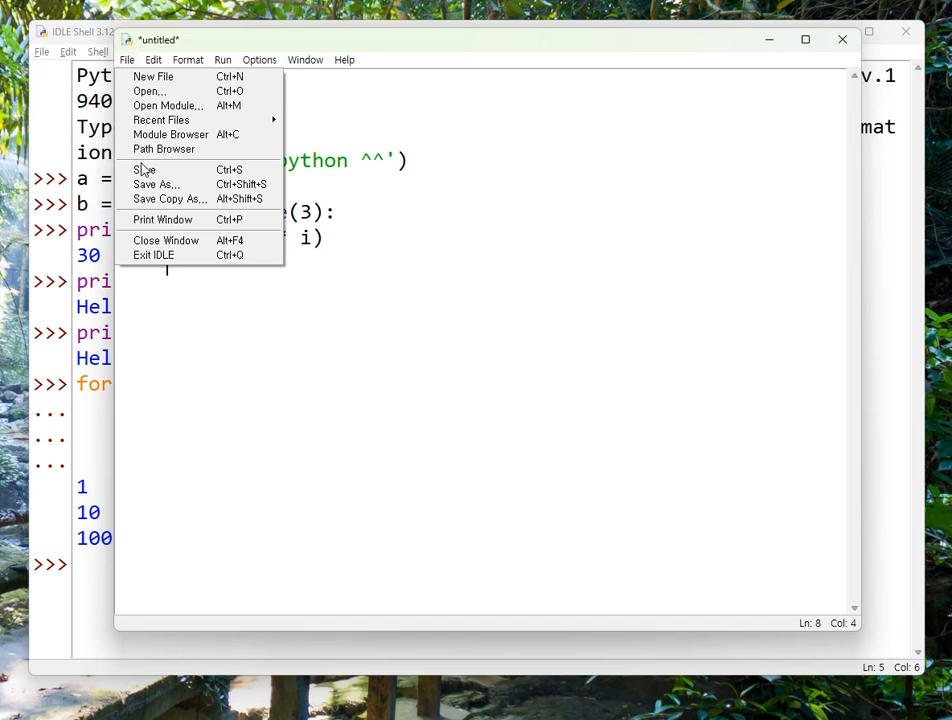 IDLE Shell 3.12
*untitled*
File Edit Shell
File Edit Format Run Options Window Help
Pyt
v.1
940
Typ
mat
ion
>>> a =
>>> b =
>>> pri
30
>>> pri
Hel
>>> pri
Hel
>>> for
...
...
...
1
10
100
>>>
New File Ctrl+N
Open... Ctrl+O
Open Module... Alt+M
Recent Files
Module Browser Alt+C
Path Browser
Save Ctrl+S
Save As... Ctrl+Shift+S
Save Copy As... Alt+Shift+S
Print Window Ctrl+P
Close Window Alt+F4
Exit IDLE Ctrl+Q
python ^^')
e(3):
i)
Ln: 8 Col: 4
Ln: 5 Col: 6